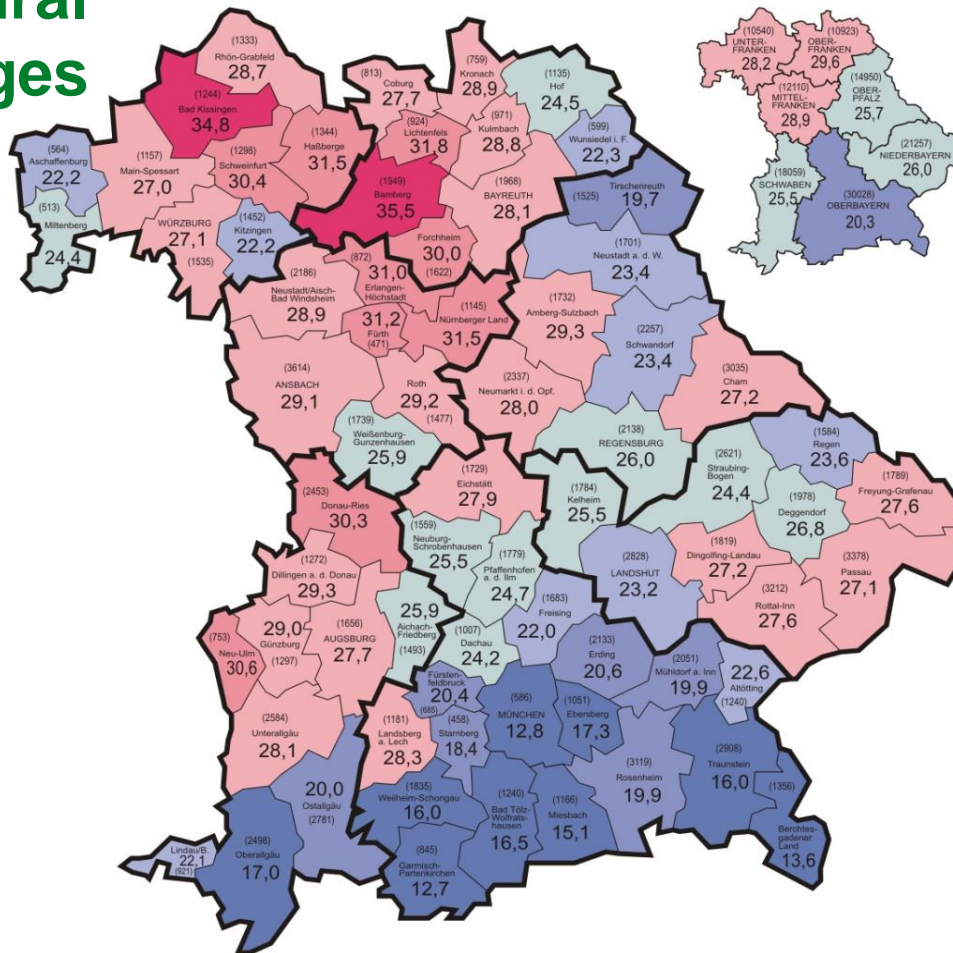 ural
ges
(1333)
Rhön-Grabfeld
28,7
(1244)
Bad Kissingen
34,8
(813)
Coburg
27,7
(759)
Kronach
28,9
(1135)
Hof
24,5
(924)
Lichtenfels
31,8
(971)
Kulmbach
28,8
(599)
Wunsiedel i. F.
22,3
(564)
Aschaffenburg
22,2
(1157)
Main-Spessart
27,0
(1298)
Schweinfurt
30,4
(1344)
Haßberge
31,5
(1949)
Bamberg
35,5
(1968)
BAYREUTH
28,1
(1525)
Tirschenreuth
19,7
(513)
Miltenberg
24,4
WÜRZBURG
27,1
(1535)
(1452)
Kitzingen
22,2
Forchheim
30,0
(1622)
(1701)
Neustadt a. d. W.
23,4
(2186)
Neustadt/Aisch-
Bad Windsheim
28,9
(872)
31,0
Erlangen-
Höchstadt
31,2
Fürth
(471)
(1145)
Nürnberger Land
31,5
(1732)
Amberg-Sulzbach
29,3
(2257)
Schwandorf
23,4
(3614)
ANSBACH
29,1
Roth
29,2
(1477)
(2337)
Neumarkt i. d. Opf.
28,0
(3035)
Cham
27,2
(1739)
Weißenburg-
Gunzenhausen
25,9
(2138)
REGENSBURG
26,0
(1584)
Regen
23,6
(2621)
Straubing-
Bogen
24,4
(1978)
Deggendorf
26,8
(1789)
Freyung-Grafenau
27,6
(2453)
Donau-Ries
30,3
(1729)
Eichstätt
27,9
(1784)
Kelheim
25,5
(1559)
Neuburg-
Schrobenhausen
25,5
(1779)
Pfaffenhofen
a. d. Ilm
24,7
(2828)
LANDSHUT
23,2
(1819)
Dingolfing-Landau
27,2
(3378)
Passau
27,1
(3212)
Rottal-Inn
27,6
(1272)
Dillingen a. d. Donau
29,3
25,9
Aichach-
Friedberg
(1493)
(1683)
Freising
22,0
(753)
Neu-Ulm
30,6
29,0
Günzburg
(1297)
(1656)
AUGSBURG
27,7
(1007)
Dachau
24,2
(2133)
Erding
20,6
(2051)
Mühldorf a. Inn
19,9
22,6
Altötting
(1240)
Fürsten-
feldbruck
20,4
(685)
(586)
MÜNCHEN
12,8
(1051)
Ebersberg
17,3
(2584)
Unterallgäu
28,1
(1181)
Landsberg
a. Lech
28,3
(458)
Starnberg
18,4
(3119)
Rosenheim
19,9
(2908)
Traunstein
16,0
20,0
Ostallgäu
(2781)
(1835)
Weilheim-Schongau
16,0
(1240)
Bad Tölz-
Wolfrats-
hausen
16,5
(1166)
Miesbach
15,1
(1356)
Berchtes-
gadener
Land
13,6
Lindau/B.
22,1
(921)
(2498)
Oberallgäu
17,0
(845)
Garmisch-
Partenkirchen
12,7
(10540)
UNTER-
FRANKEN
28,2
(10923)
OBER-
FRANKEN
29,6
(12110)
MITTEL-
FRANKEN
28,9
(14950)
OBER-
PFALZ
25,7
(21257)
NIEDERBAYERN
26,0
(18059)
SCHWABEN
25,5
(30028)
OBERBAYERN
20,3